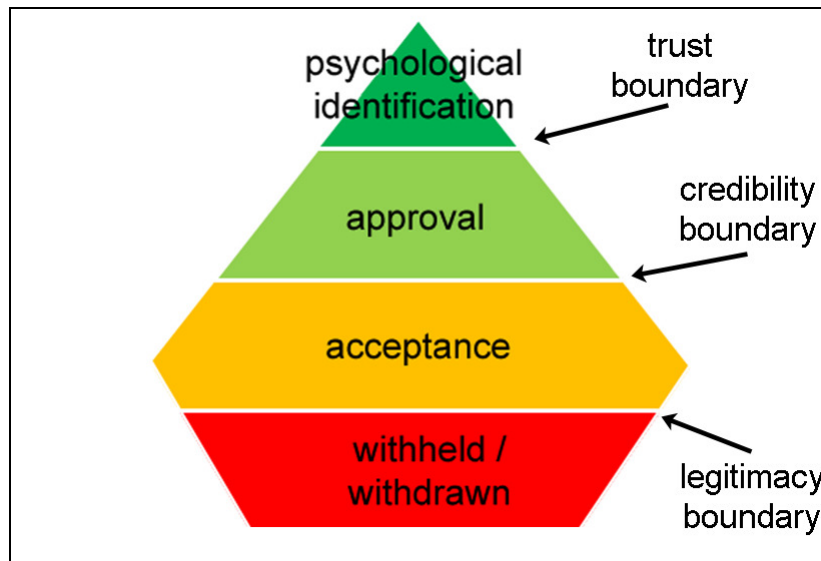 psychological
identification
trust
boundary
approval
credibility
boundary
acceptance
withheld /
withdrawn
legitimacy
boundary